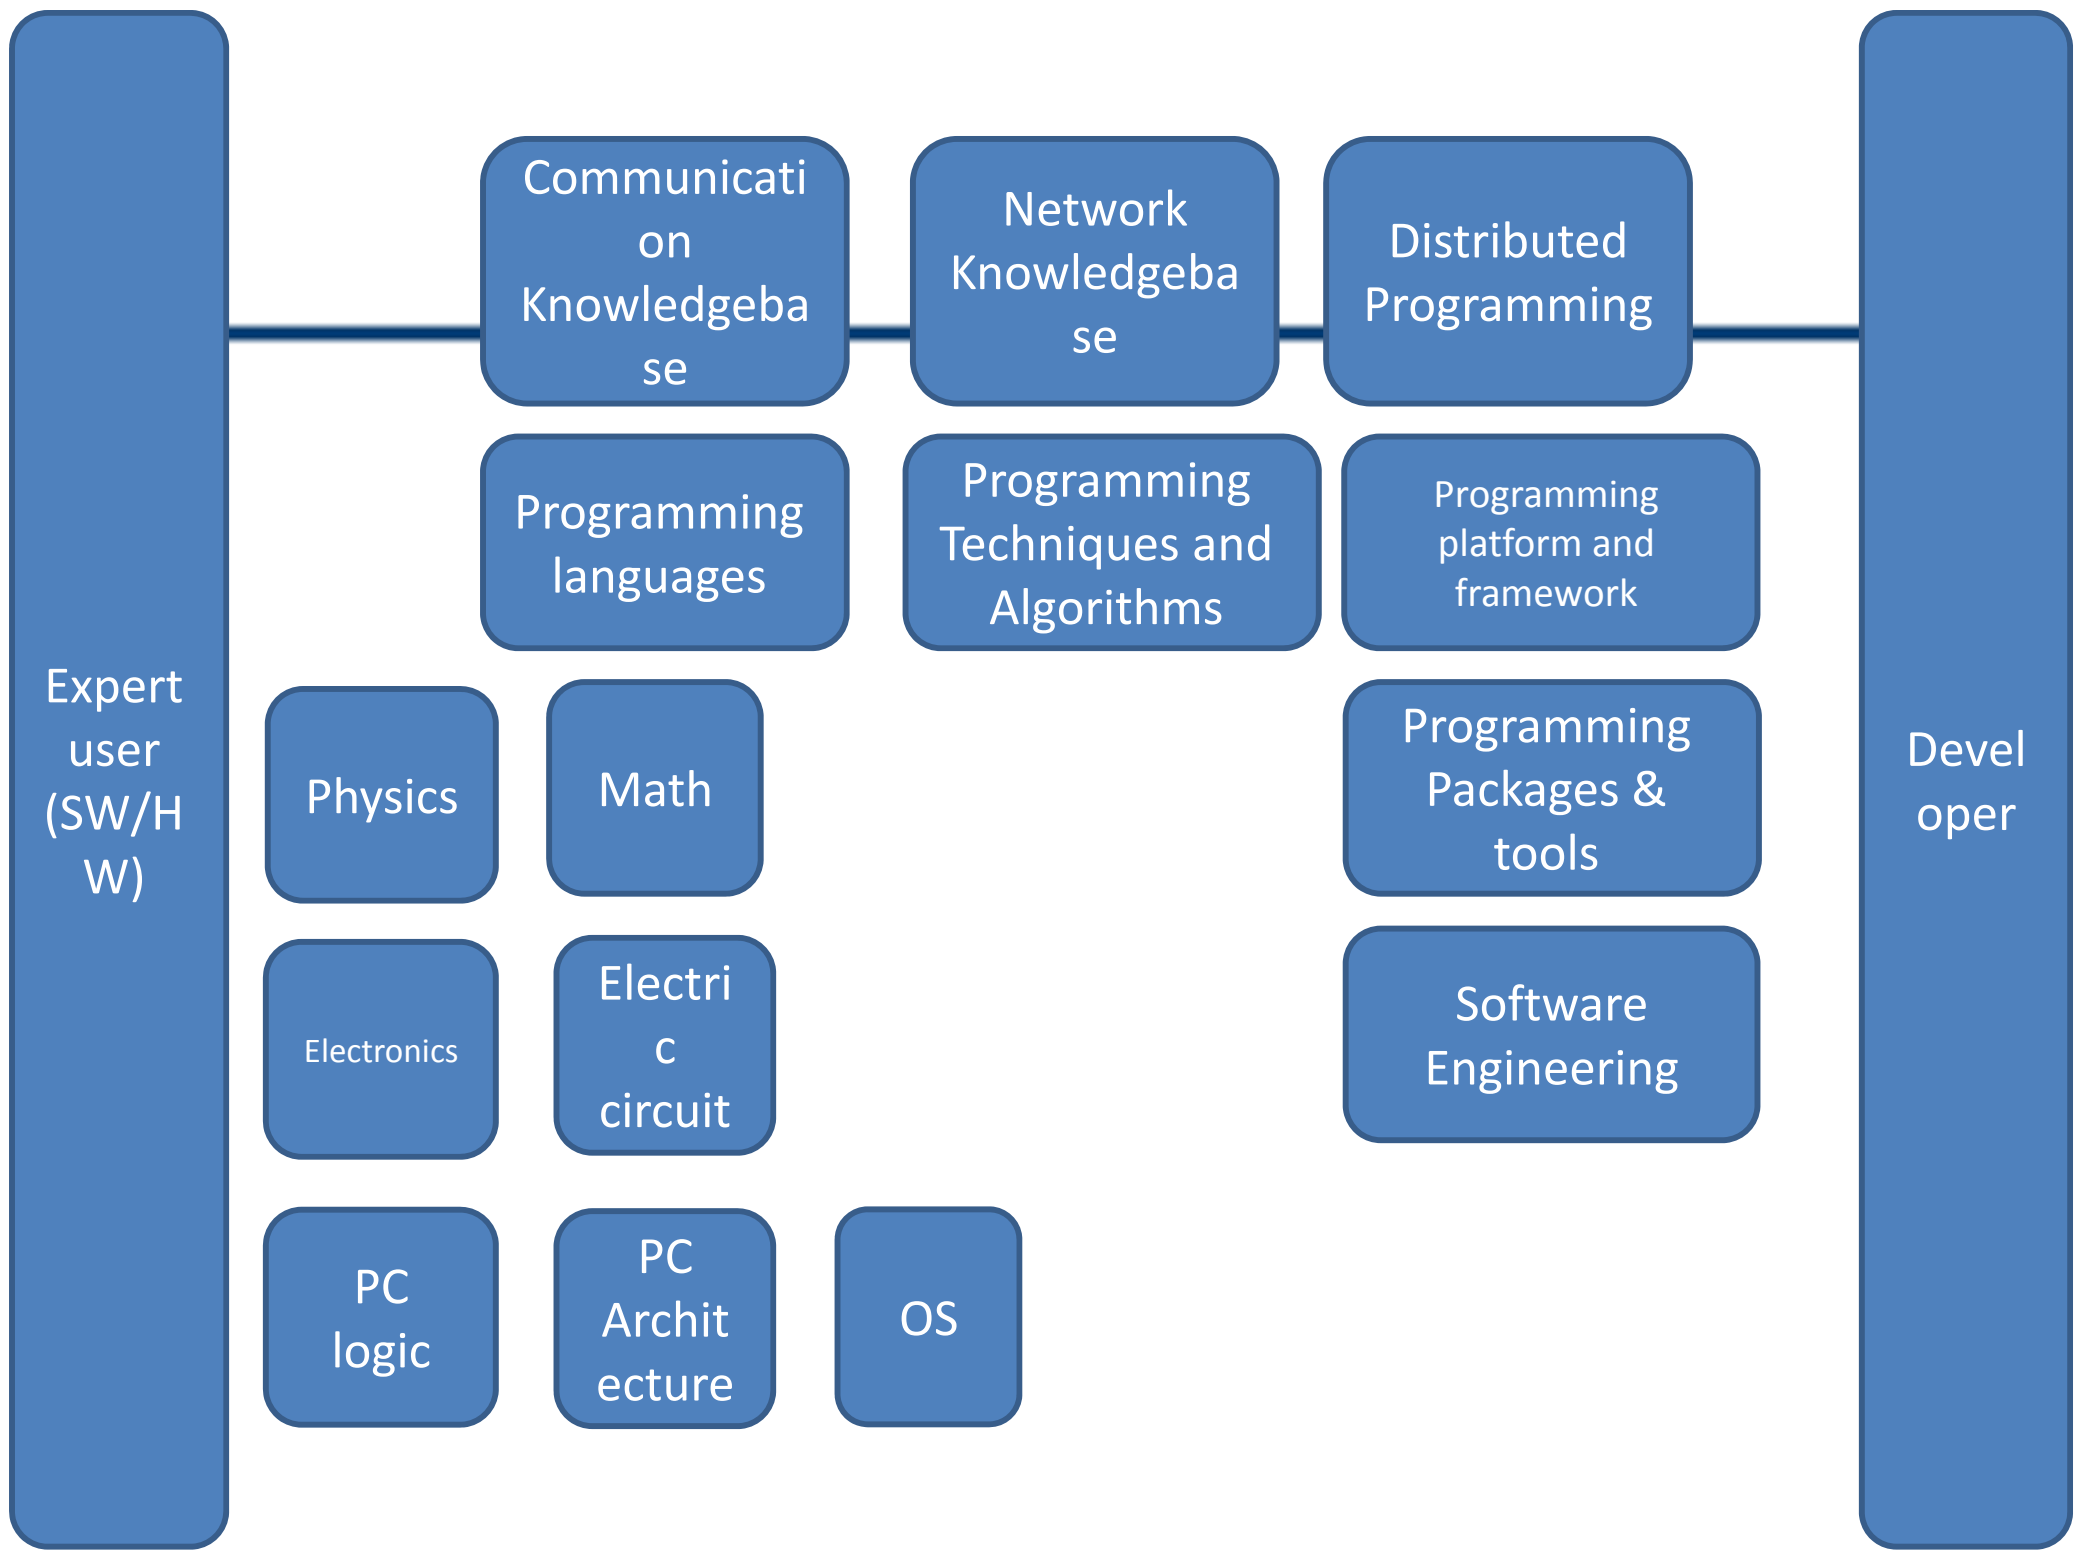 Expert
user
(SW/H
W)
Communicati
on
Knowledgeba
se
Network
Knowledgeba
se
Distributed
Programming
Programming
languages
Programming
Techniques and
Algorithms
Programming
platform and
framework
Physics
Math
Programming
Packages &
tools
Electronics
Electri
c
circuit
Software
Engineering
PC
logic
PC
Archit
ecture
OS
Devel
oper